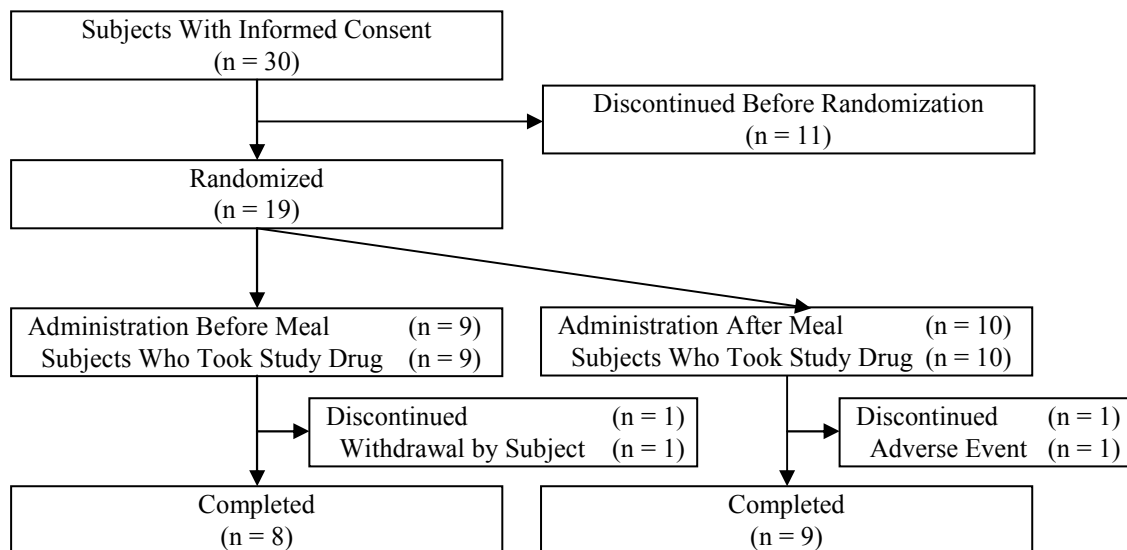 Subjects With Informed Consent
(n = 30)
Discontinued Before Randomization
(n = 11)
Randomized
(n = 19)
Administration Before Meal (n = 9)
Subjects Who Took Study Drug (n = 9)
Administration After Meal (n = 10)
Subjects Who Took Study Drug (n = 10)
Discontinued (n = 1)
Withdrawal by Subject (n = 1)
Discontinued (n = 1)
Adverse Event (n = 1)
Completed
(n = 8)
Completed
(n = 9)